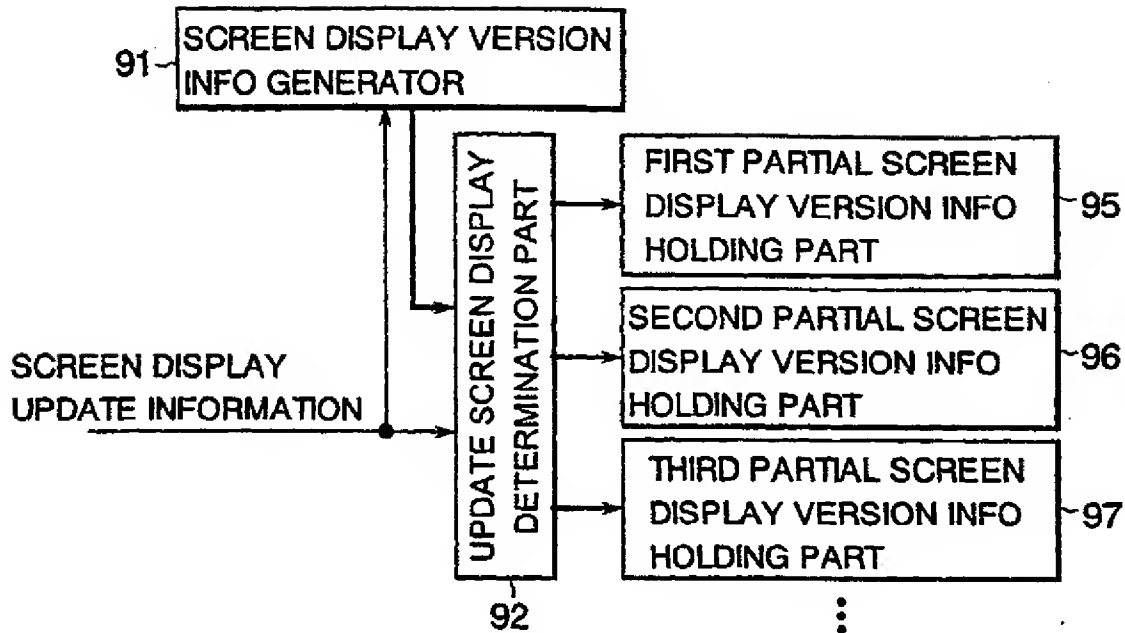 SCREEN DISPLAY VERSION
INFO GENERATOR
91
UPDATE SCREEN DISPLAY
DETERMINATION PART
92
FIRST PARTIAL SCREEN
DISPLAY VERSION INFO
HOLDING PART
95
SECOND PARTIAL SCREEN
DISPLAY VERSION INFO
HOLDING PART
96
SCREEN DISPLAY
UPDATE INFORMATION
THIRD PARTIAL SCREEN
DISPLAY VERSION INFO
HOLDING PART
97